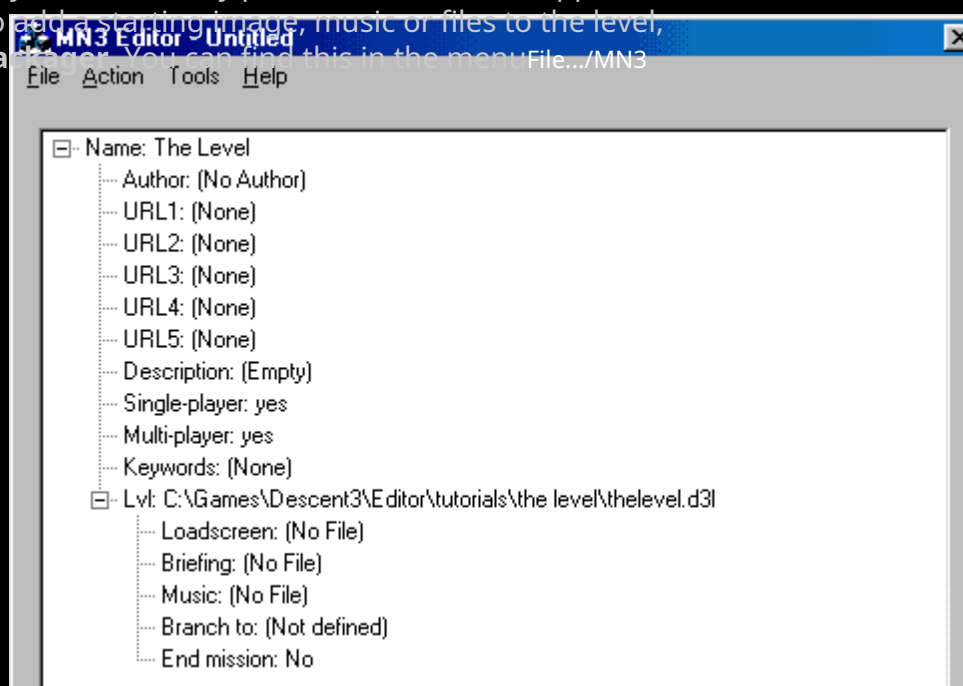 add a starting image, music or files to the level,
MN3 Editor - Untitled
You can find this in the menu File.../MN3
File Action Tools Help
Name: The Level
Author: (No Author)
URL1: (None)
URL2: (None)
URL3: (None)
URL4: (None)
URL5: (None)
Description: (Empty)
Single-player: yes
Multi-player: yes
Keywords: (None)
Lvl: C:\Games\Descent3\Editor\tutorials\the level\thelevel.d3l
Loadscreen: (No File)
Briefing: (No File)
Music: (No File)
Branch to: (Not defined)
End mission: No